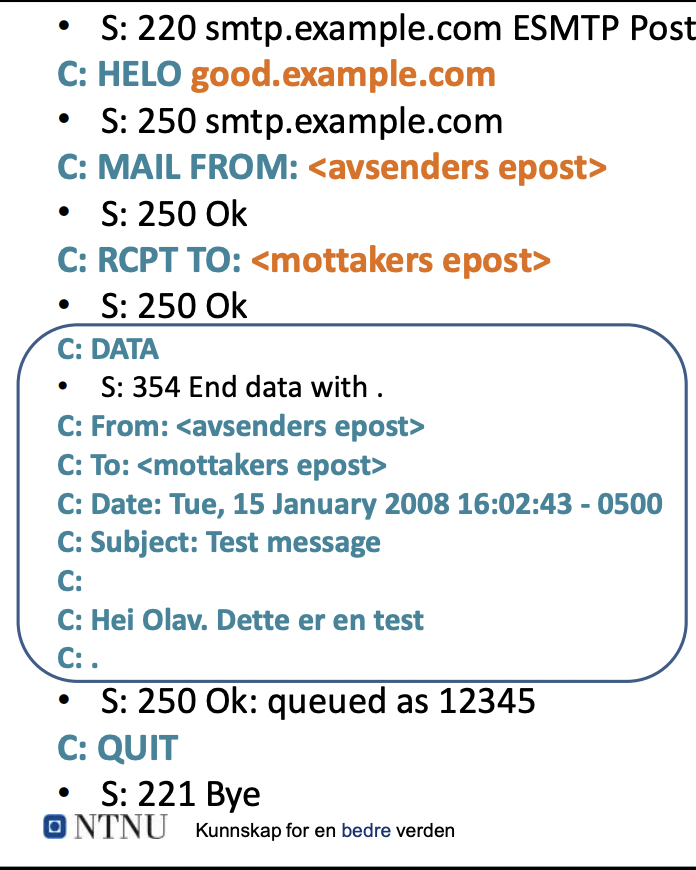 • S: 220 smtp.example.com ESMTP Post
C: HELO good.example.com
• S: 250 smtp.example.com
C: MAIL FROM: <avsenders epost>
• S: 250 Ok
C: RCPT TO: <mottakers epost>
• S: 250 Ok
C: DATA
• S: 354 End data with .
C: From: <avsenders epost>
C: To: <mottakers epost>
C: Date: Tue, 15 January 2008 16:02:43 - 0500
C: Subject: Test message
C:
C: Hei Olav. Dette er en test
C: .
• S: 250 Ok: queued as 12345
C: QUIT
• S: 221 Bye
NTNU Kunnskap for en bedre verden